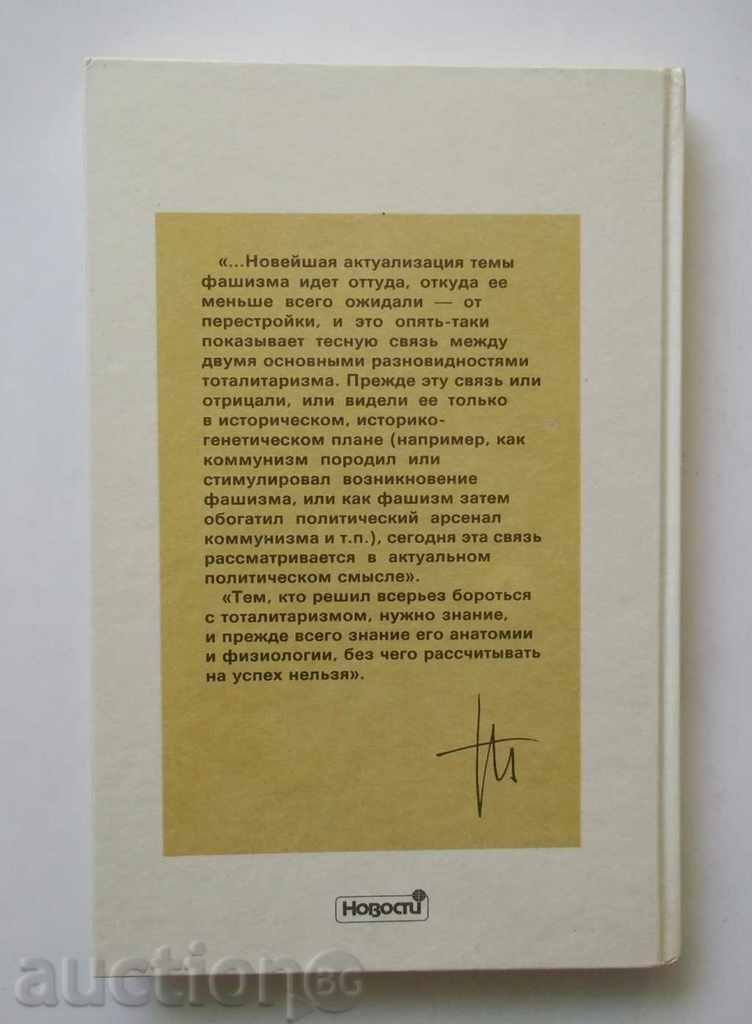 «...Новейшая актуализация темы
фашизма идет оттуда, откуда ее
меньше всего ожидали — от
перестройки, и это опять-таки
показывает тесную связь между
двумя основными разновидностями
тоталитаризма. Прежде эту связь или
отрицали, или видели ее только
в историческом, историко-
генетическом плане (например, как
коммунизм породил или
стимулировал возникновение
фашизма, или как фашизм затем
обогатил политический арсенал
коммунизма и т.п.), сегодня эта связь
рассматривается в актуальном
политическом смысле».
«Тем, кто решил всерьез бороться
с тоталитаризмом, нужно знание,
и прежде всего знание его анатомии
и физиологии, без чего рассчитывать
на успех нельзя».
Новости
auction BG